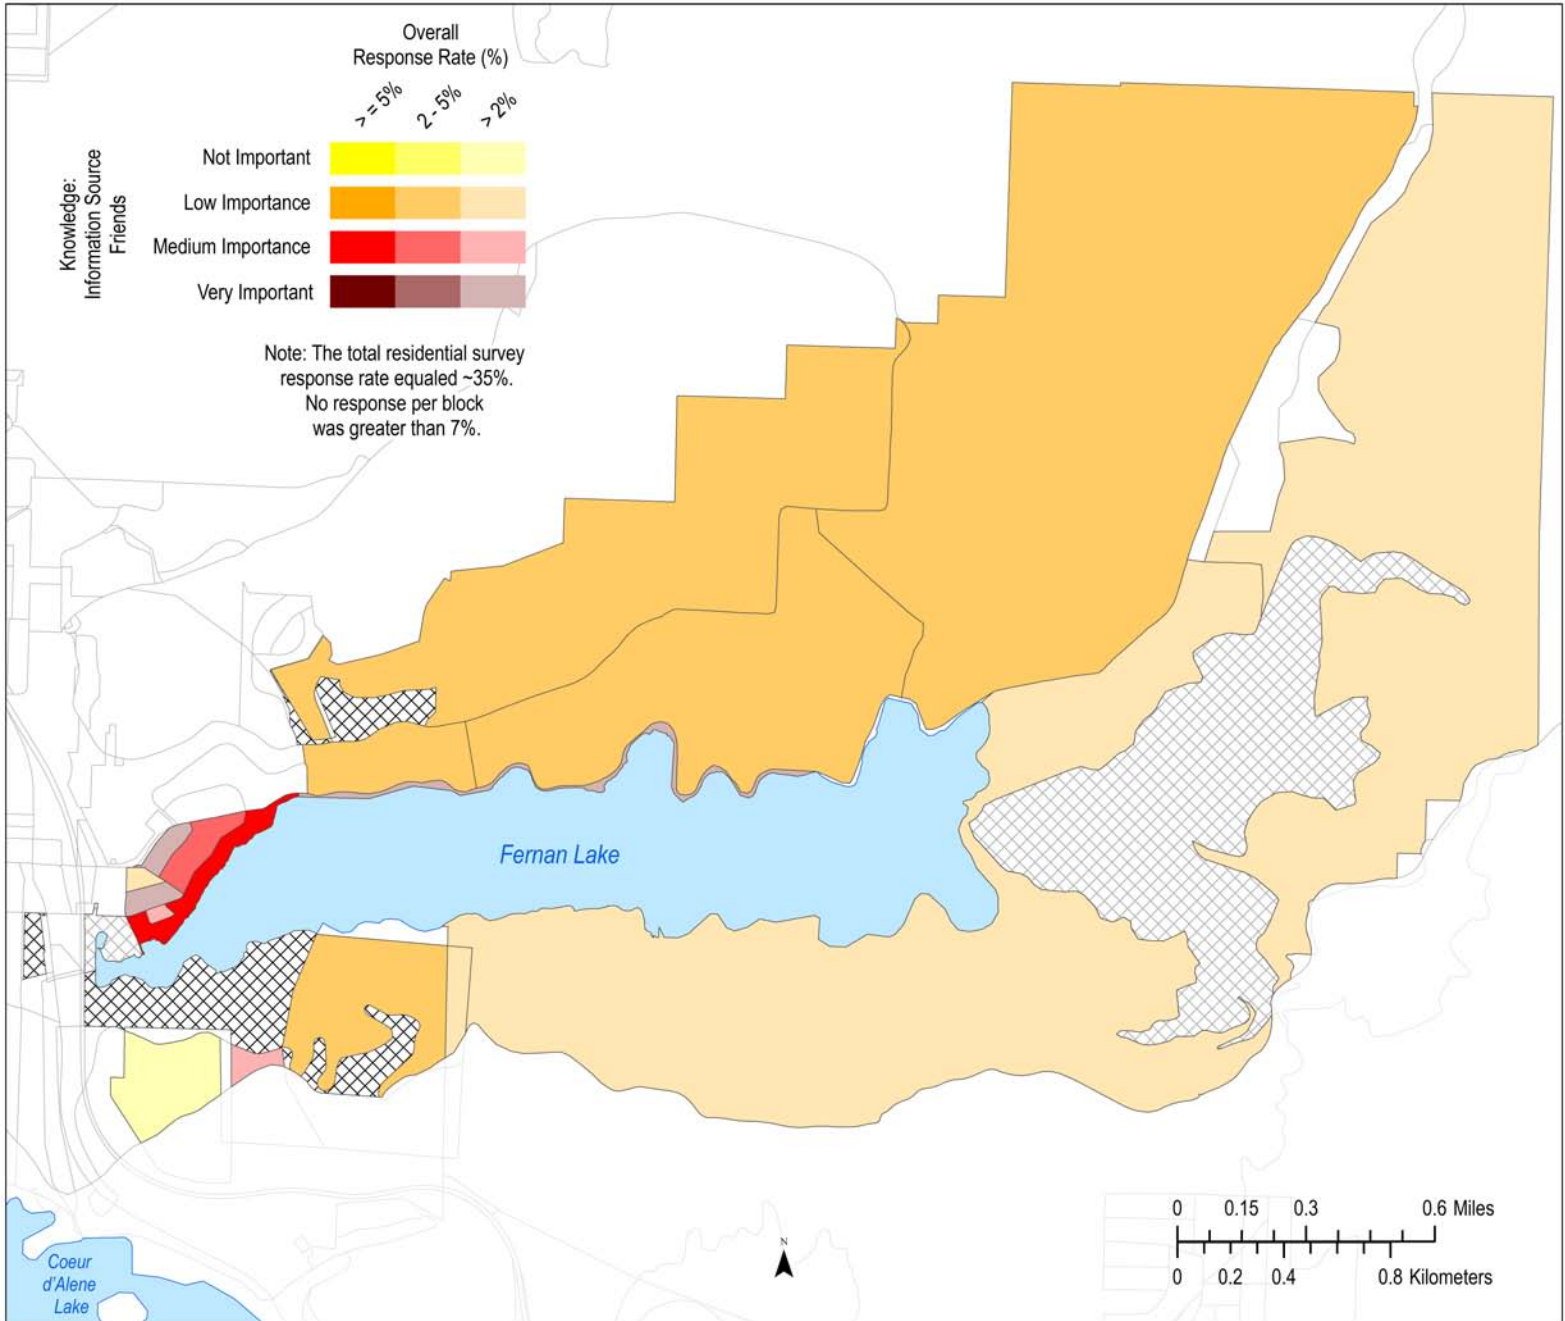 Overall
Response Rate (%)
> = 5%
2 - 5%
> 2%
Knowledge:
Information Source
Friends
Not Important
Low Importance
Medium Importance
Very Important
Note: The total residential survey
response rate equaled ~35%.
No response per block
was greater than 7%.
Fernan Lake
Coeur
d'Alene
Lake
N
0 0.15 0.3 0.6 Miles
0 0.2 0.4 0.8 Kilometers